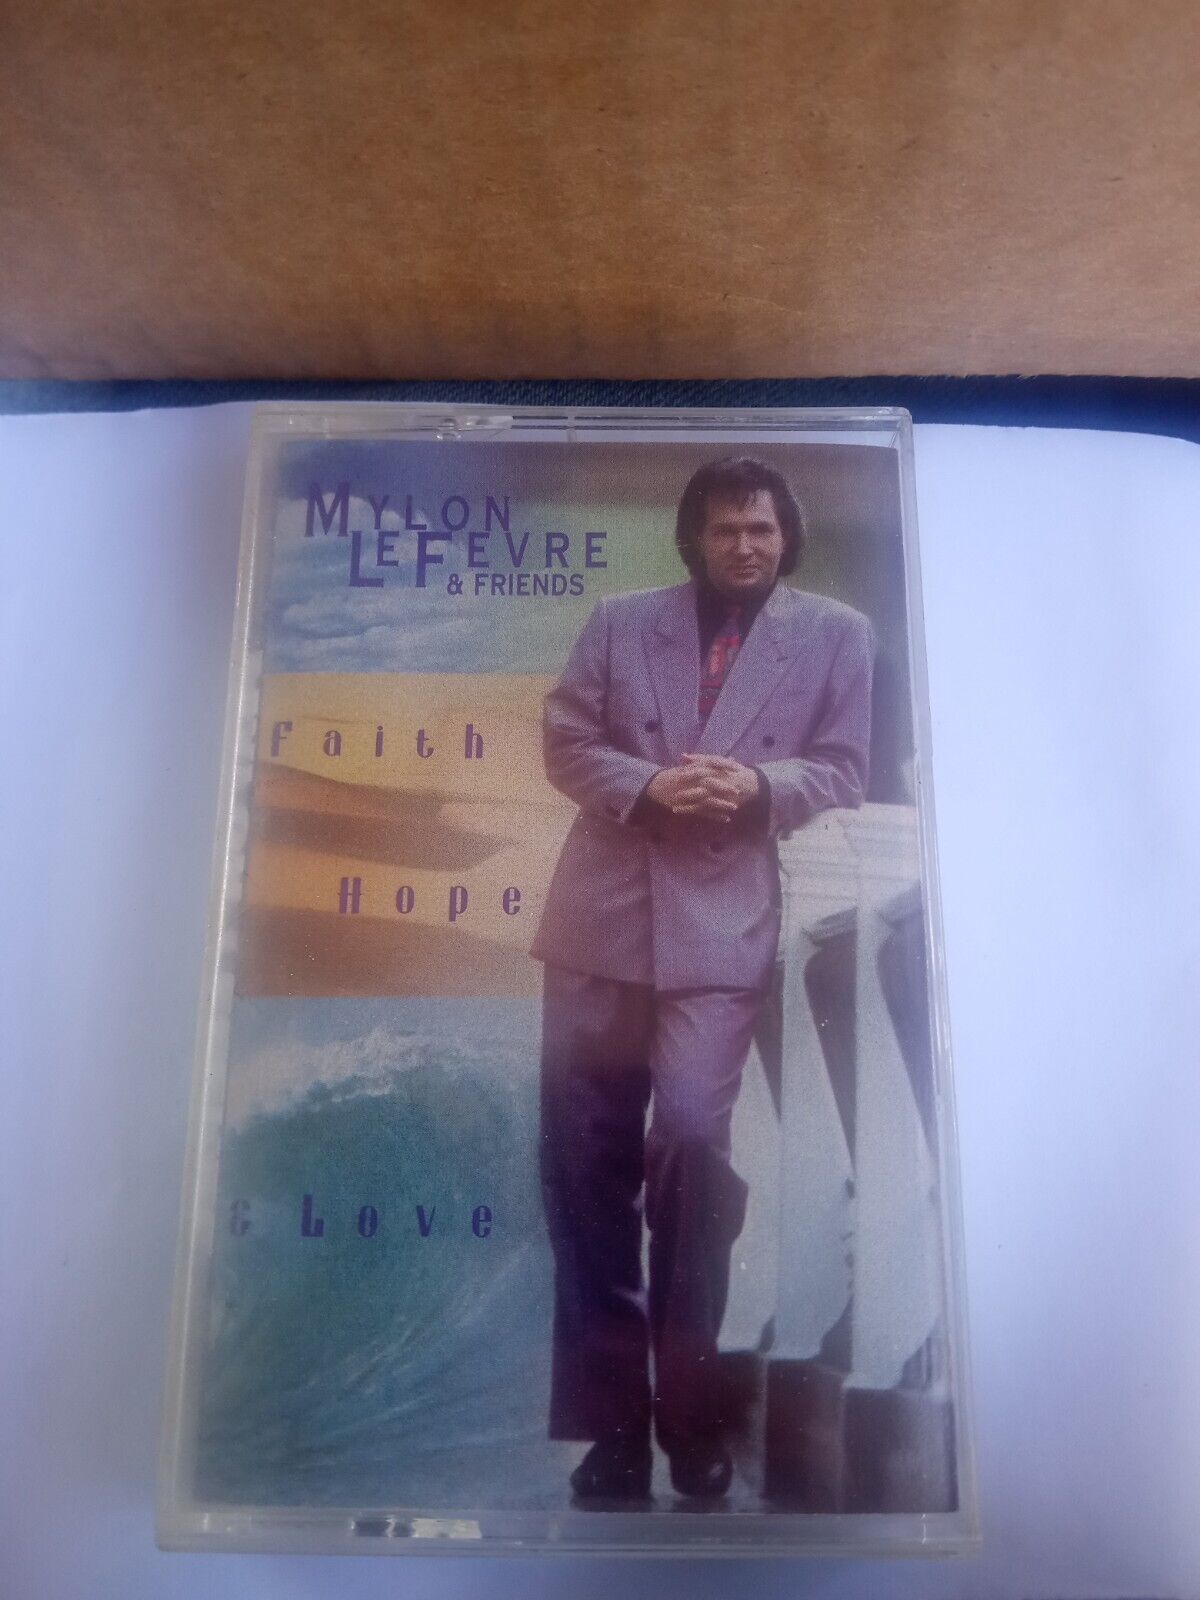 MYLON
LEFEVRE
& FRIENDS
Faith
Hope
& Love